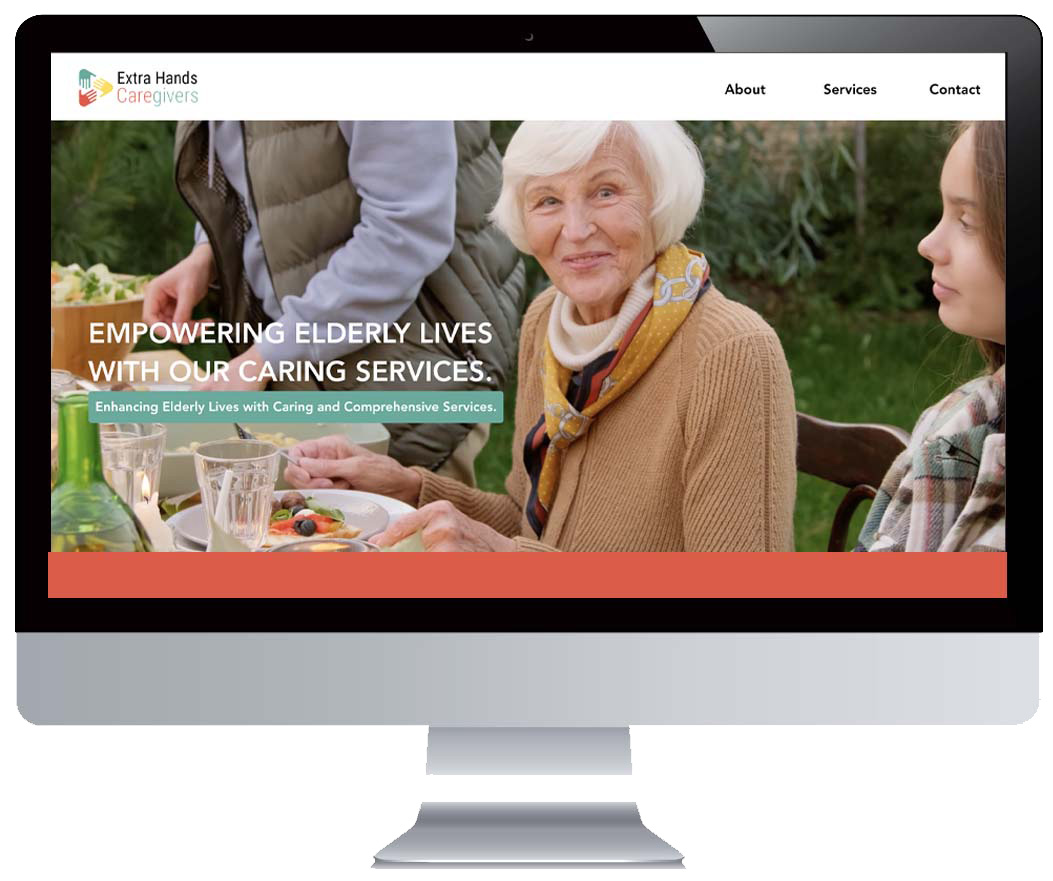 Extra Hands
Caregivers
About
Services
Contact
EMPOWERING ELDERLY LIVES
WITH OUR CARING SERVICES.
Enhancing Elderly Lives with Caring and Comprehensive Services.